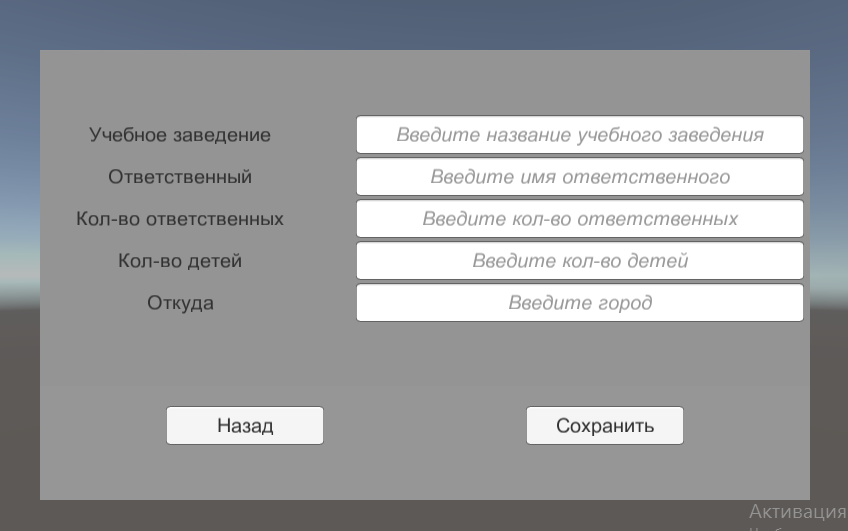 Учебное заведение Введите название учебного заведения
Ответственный Введите имя ответственного
Кол-во ответственных Введите кол-во ответственных
Кол-во детей Введите кол-во детей
Откуда Введите город
Назад Сохранить
Активация